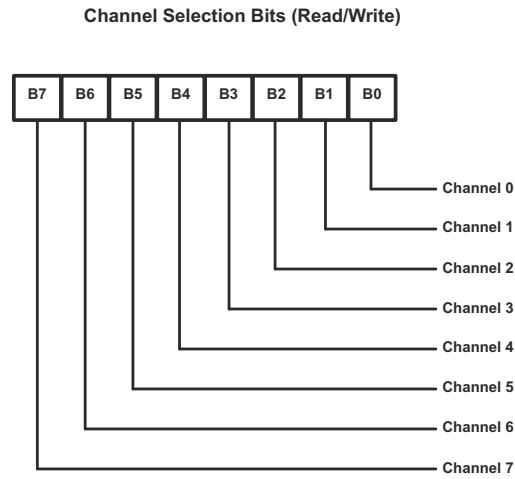 Channel Selection Bits (Read/Write)
B7 B6 B5 B4 B3 B2 B1 B0
Channel 0
Channel 1
Channel 2
Channel 3
Channel 4
Channel 5
Channel 6
Channel 7